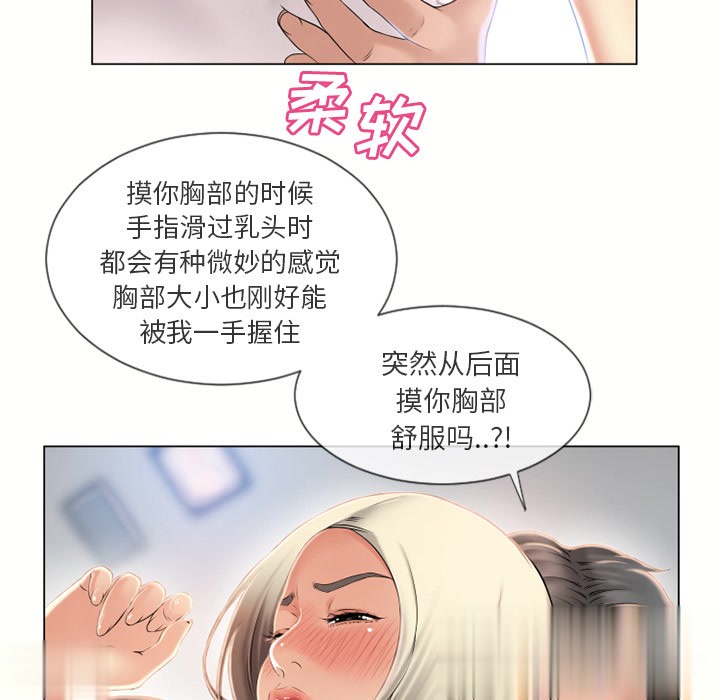 柔软
摸你胸部的时候
手指滑过乳头时
都会有种微妙的感觉
胸部大小也刚好能
被我一手握住
突然从后面
摸你胸部
舒服吗..?!